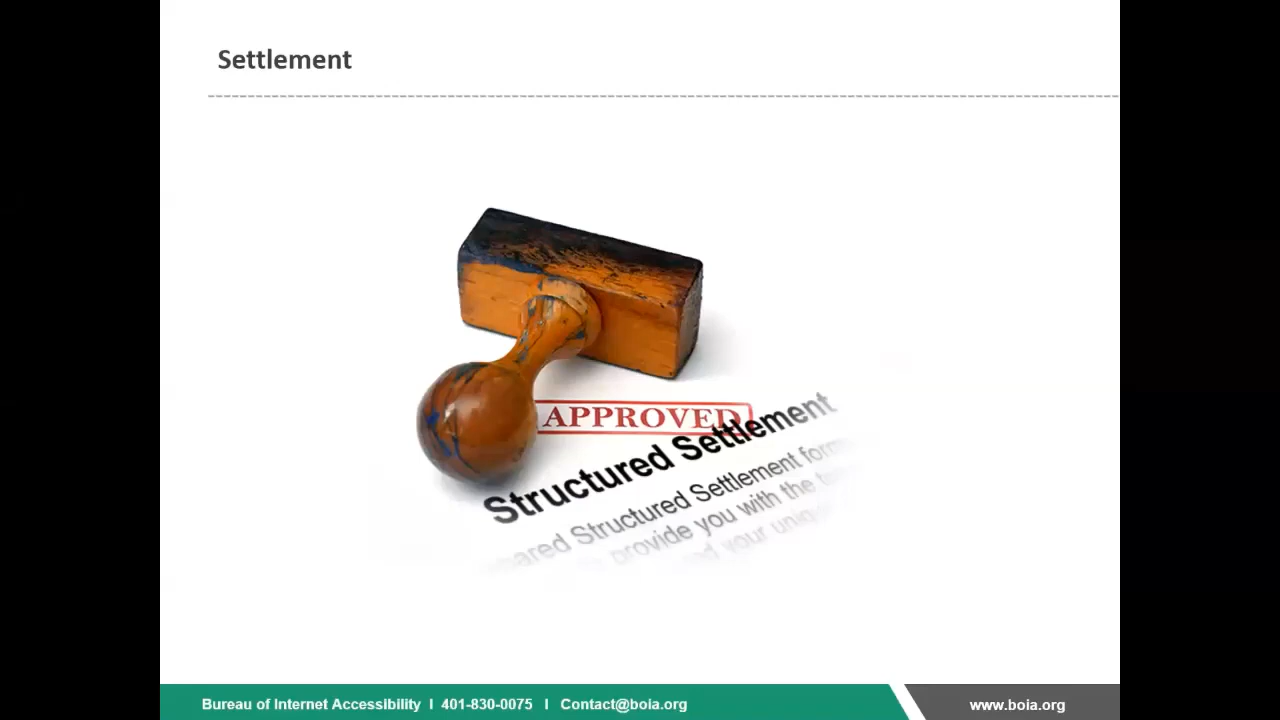 Settlement
APPROVED
Structured Settlement
Structured Settlement
provide you with the
your
Bureau of Internet Accessibility I 401-830-0075 I Contact@boia.org
www.boia.org